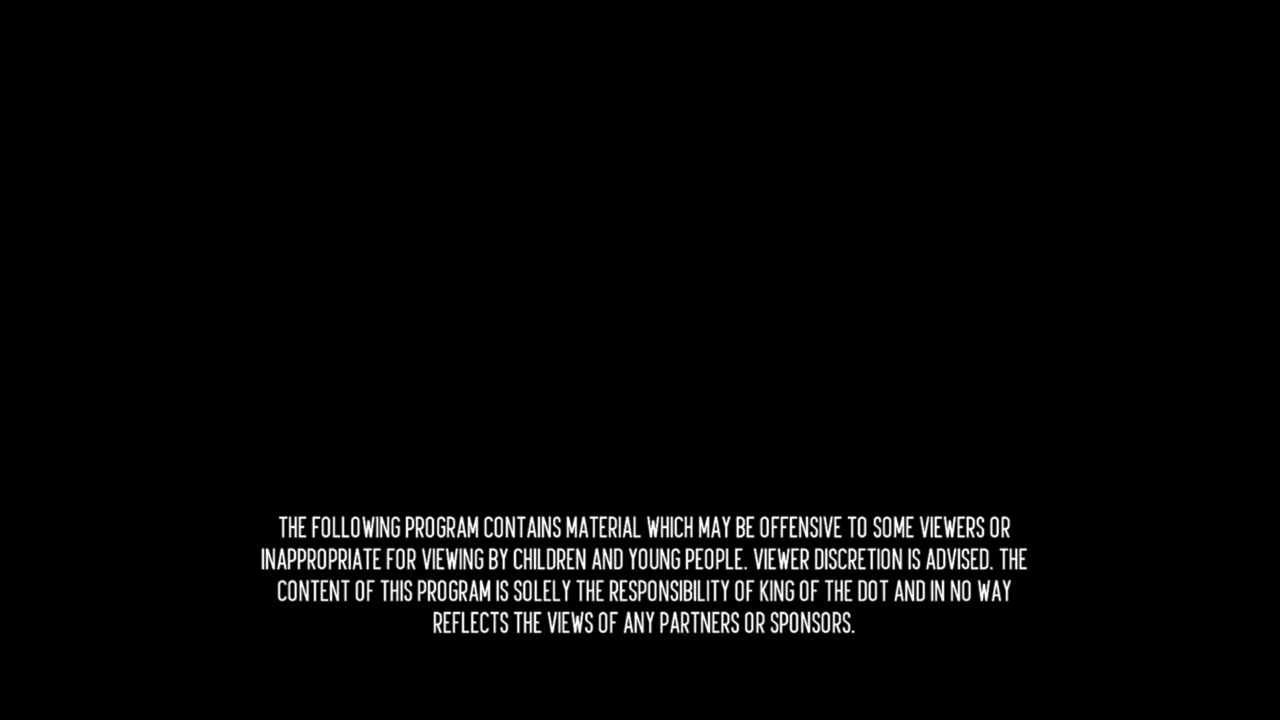 THE FOLLOWING PROGRAM CONTAINS MATERIAL WHICH MAY BE OFFENSIVE TO SOME VIEWERS OR
INAPPROPRIATE FOR VIEWING BY CHILDREN AND YOUNG PEOPLE. VIEWER DISCRETION IS ADVISED. THE
CONTENT OF THIS PROGRAM IS SOLELY THE RESPONSIBILITY OF KING OF THE DOT AND IN NO WAY
REFLECTS THE VIEWS OF ANY PARTNERS OR SPONSORS.